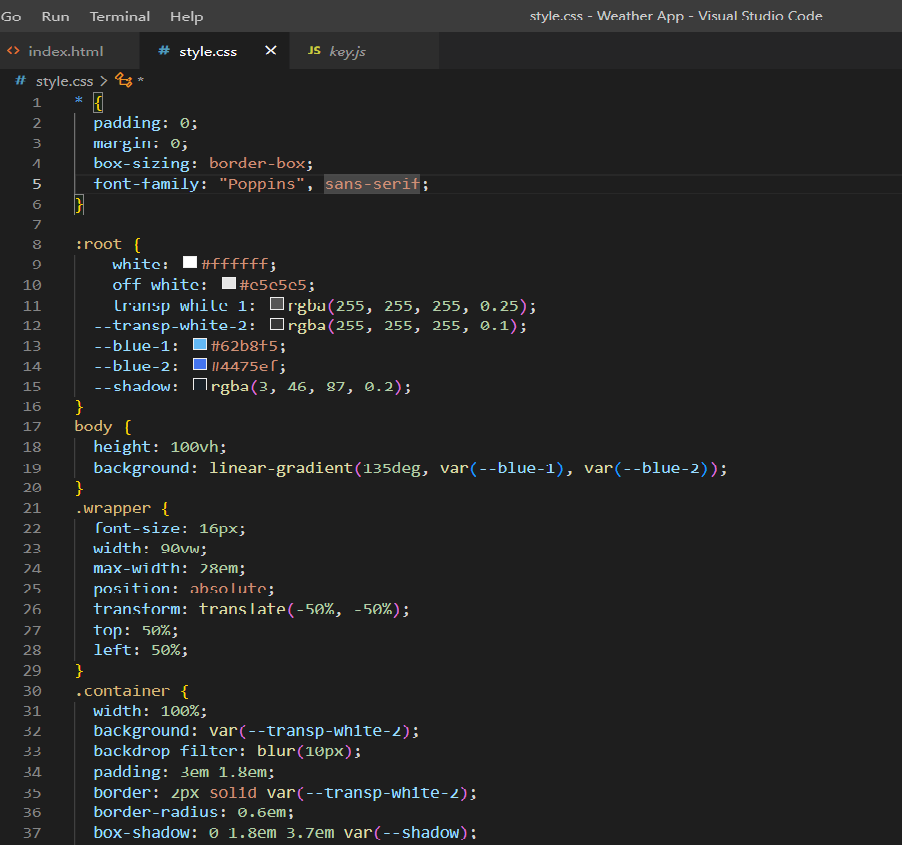 Go Run Terminal Help style.css - Weather App - Visual Studio Code
<> index.html # style.css × JS key.js
# style.css > *
1 * {
2 padding: 0;
3 margin: 0;
4 box-sizing: border-box;
5 font-family: "Poppins", sans-serif;
6 }
7
8 :root {
9 white: #ffffff;
10 off white: #e5e5e5;
11 transp white 1: rgba(255, 255, 255, 0.25);
12 --transp-white-2: rgba(255, 255, 255, 0.1);
13 --blue-1: #62b8f5;
14 --blue-2: #4475ef;
15 --shadow: rgba(3, 46, 87, 0.2);
16 }
17 body {
18 height: 100vh;
19 background: linear-gradient(135deg, var(--blue-1), var(--blue-2));
20 }
21 .wrapper {
22 font-size: 16px;
23 width: 90vw;
24 max-width: 28em;
25 position: absolute;
26 transform: translate(-50%, -50%);
27 top: 50%;
28 left: 50%;
29 }
30 .container {
31 width: 100%;
32 background: var(--transp-white-2);
33 backdrop filter: blur(10px);
34 padding: 3em 1.8em;
35 border: 2px solid var(--transp-white-2);
36 border-radius: 0.6em;
37 box-shadow: 0 1.8em 3.7em var(--shadow);